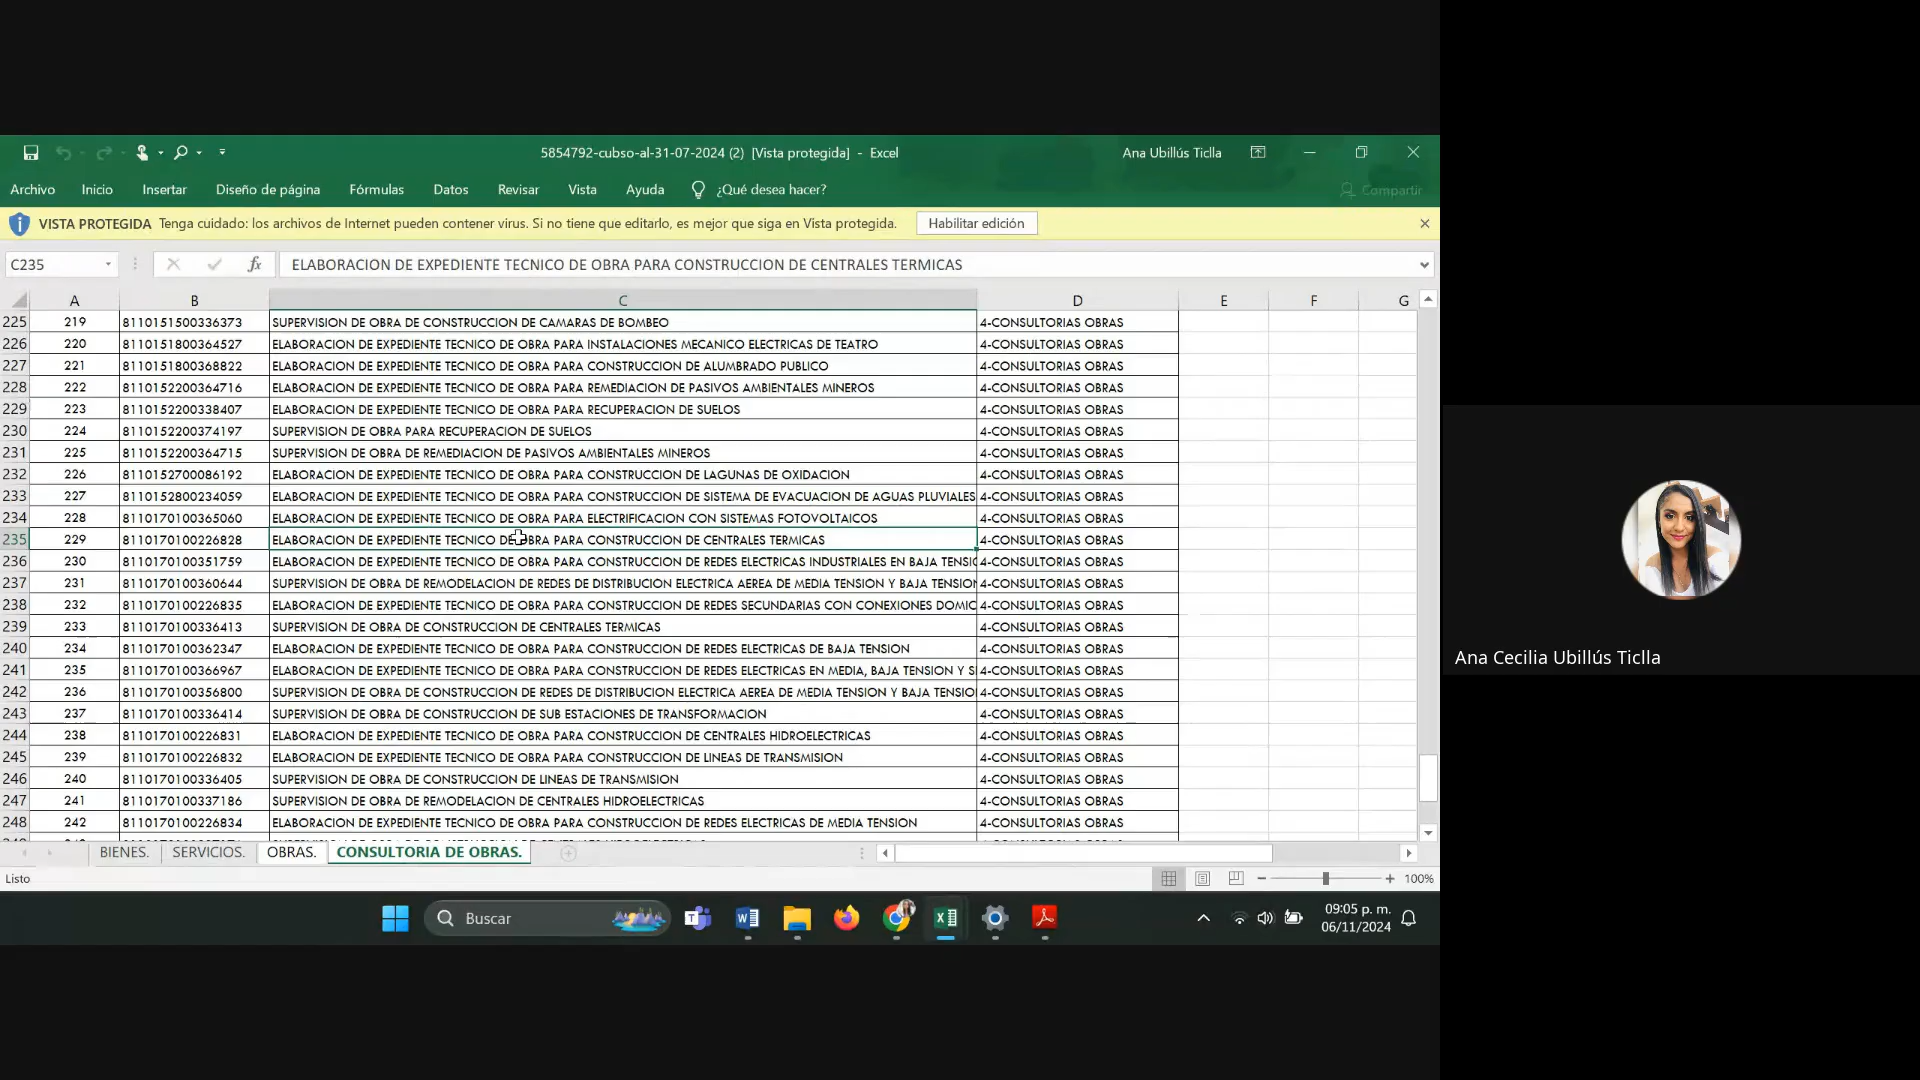 5854792-cubso-al-31-07-2024 (2) [Vista protegida] - Excel
Ana Ubillús Ticlla
Archivo Inicio Insertar Diseño de página Fórmulas Datos Revisar Vista Ayuda ¿Qué desea hacer? Compartir
VISTA PROTEGIDA Tenga cuidado: los archivos de Internet pueden contener virus. Si no tiene que editarlo, es mejor que siga en Vista protegida. Habilitar edición
C235 fx ELABORACION DE EXPEDIENTE TECNICO DE OBRA PARA CONSTRUCCION DE CENTRALES TERMICAS
A B C D E F G
225 219 8110151500336373 SUPERVISION DE OBRA DE CONSTRUCCION DE CAMARAS DE BOMBEO 4-CONSULTORIAS OBRAS
226 220 8110151800364527 ELABORACION DE EXPEDIENTE TECNICO DE OBRA PARA INSTALACIONES MECANICO ELECTRICAS DE TEATRO 4-CONSULTORIAS OBRAS
227 221 8110151800368822 ELABORACION DE EXPEDIENTE TECNICO DE OBRA PARA CONSTRUCCION DE ALUMBRADO PUBLICO 4-CONSULTORIAS OBRAS
228 222 8110152200364716 ELABORACION DE EXPEDIENTE TECNICO DE OBRA PARA REMEDIACION DE PASIVOS AMBIENTALES MINEROS 4-CONSULTORIAS OBRAS
229 223 8110152200338407 ELABORACION DE EXPEDIENTE TECNICO DE OBRA PARA RECUPERACION DE SUELOS 4-CONSULTORIAS OBRAS
230 224 8110152200374197 SUPERVISION DE OBRA PARA RECUPERACION DE SUELOS 4-CONSULTORIAS OBRAS
231 225 8110152200364715 SUPERVISION DE OBRA DE REMEDIACION DE PASIVOS AMBIENTALES MINEROS 4-CONSULTORIAS OBRAS
232 226 8110152700086192 ELABORACION DE EXPEDIENTE TECNICO DE OBRA PARA CONSTRUCCION DE LAGUNAS DE OXIDACION 4-CONSULTORIAS OBRAS
233 227 8110152800234059 ELABORACION DE EXPEDIENTE TECNICO DE OBRA PARA CONSTRUCCION DE SISTEMA DE EVACUACION DE AGUAS PLUVIALES 4-CONSULTORIAS OBRAS
234 228 8110170100365060 ELABORACION DE EXPEDIENTE TECNICO DE OBRA PARA ELECTRIFICACION CON SISTEMAS FOTOVOLTAICOS 4-CONSULTORIAS OBRAS
235 229 8110170100226828 ELABORACION DE EXPEDIENTE TECNICO DE OBRA PARA CONSTRUCCION DE CENTRALES TERMICAS 4-CONSULTORIAS OBRAS
236 230 8110170100351759 ELABORACION DE EXPEDIENTE TECNICO DE OBRA PARA CONSTRUCCION DE REDES ELECTRICAS INDUSTRIALES EN BAJA TENSIO 4-CONSULTORIAS OBRAS
237 231 8110170100360644 SUPERVISION DE OBRA DE REMODELACION DE REDES DE DISTRIBUCION ELECTRICA AEREA DE MEDIA TENSION Y BAJA TENSION 4-CONSULTORIAS OBRAS
238 232 8110170100226835 ELABORACION DE EXPEDIENTE TECNICO DE OBRA PARA CONSTRUCCION DE REDES SECUNDARIAS CON CONEXIONES DOMIC 4-CONSULTORIAS OBRAS
239 233 8110170100336413 SUPERVISION DE OBRA DE CONSTRUCCION DE CENTRALES TERMICAS 4-CONSULTORIAS OBRAS
240 234 8110170100362347 ELABORACION DE EXPEDIENTE TECNICO DE OBRA PARA CONSTRUCCION DE REDES ELECTRICAS DE BAJA TENSION 4-CONSULTORIAS OBRAS
241 235 8110170100366967 ELABORACION DE EXPEDIENTE TECNICO DE OBRA PARA CONSTRUCCION DE REDES ELECTRICAS EN MEDIA, BAJA TENSION Y S 4-CONSULTORIAS OBRAS
242 236 8110170100356800 SUPERVISION DE OBRA DE CONSTRUCCION DE REDES DE DISTRIBUCION ELECTRICA AEREA DE MEDIA TENSION Y BAJA TENSIO 4-CONSULTORIAS OBRAS
243 237 8110170100336414 SUPERVISION DE OBRA DE CONSTRUCCION DE SUB ESTACIONES DE TRANSFORMACION 4-CONSULTORIAS OBRAS
244 238 8110170100226831 ELABORACION DE EXPEDIENTE TECNICO DE OBRA PARA CONSTRUCCION DE CENTRALES HIDROELECTRICAS 4-CONSULTORIAS OBRAS
245 239 8110170100226832 ELABORACION DE EXPEDIENTE TECNICO DE OBRA PARA CONSTRUCCION DE LINEAS DE TRANSMISION 4-CONSULTORIAS OBRAS
246 240 8110170100336405 SUPERVISION DE OBRA DE CONSTRUCCION DE LINEAS DE TRANSMISION 4-CONSULTORIAS OBRAS
247 241 8110170100337186 SUPERVISION DE OBRA DE REMODELACION DE CENTRALES HIDROELECTRICAS 4-CONSULTORIAS OBRAS
248 242 8110170100226834 ELABORACION DE EXPEDIENTE TECNICO DE OBRA PARA CONSTRUCCION DE REDES ELECTRICAS DE MEDIA TENSION 4-CONSULTORIAS OBRAS
BIENES. SERVICIOS. OBRAS. CONSULTORIA DE OBRAS.
Listo 100%
Buscar
09:05 p. m.
06/11/2024
Ana Cecilia Ubillús Ticlla